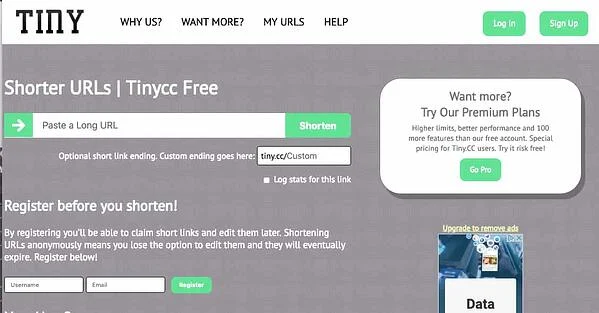 TINY
WHY US? WANT MORE? MY URLS HELP
Log in Sign Up
Shorter URLs | Tinycc Free
Paste a Long URL Shorten
Optional short link ending. Custom ending goes here: tiny.cc/Custom
Log stats for this link
Register before you shorten!
By registering you'll be able to claim short links and edit them later. Shortening
URLs anonymously means you lose the option to edit them and they will eventually
expire. Register below!
Username Email Register
Want more?
Try Our Premium Plans
Higher limits, better performance and 100
more features than our free account. Special
pricing for Tiny.CC users. Try it risk free!
Go Pro
Upgrade to remove ads
Data